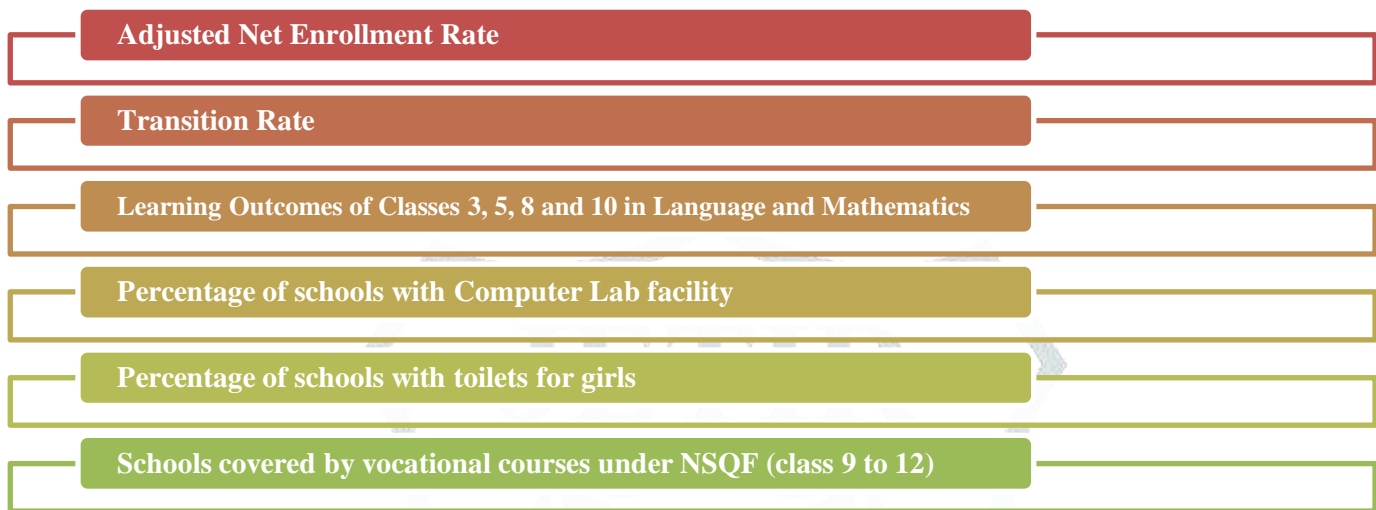 Adjusted Net Enrollment Rate
Transition Rate
Learning Outcomes of Classes 3, 5, 8 and 10 in Language and Mathematics
Percentage of schools with Computer Lab facility
Percentage of schools with toilets for girls
Schools covered by vocational courses under NSQF (class 9 to 12)